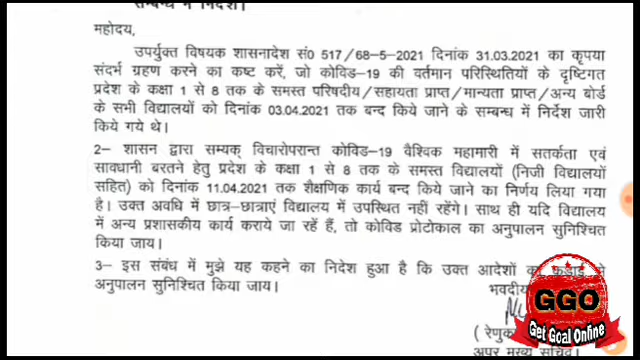 सम्बन्ध में निर्देश।
महोदय,
उपर्युक्त विषयक शासनादेश सं0 517/68-5-2021 दिनांक 31.03.2021 का कृपया
संदर्भ ग्रहण करने का कष्ट करें, जो कोविड-19 की वर्तमान परिस्थितियों के दृष्टिगत
प्रदेश के कक्षा 1 से 8 तक के समस्त परिषदीय/सहायता प्राप्त/मान्यता प्राप्त/अन्य बोर्ड
के सभी विद्यालयों को दिनांक 03.04.2021 तक बन्द किये जाने के सम्बन्ध में निर्देश जारी
किये गये थे।
2- शासन द्वारा सम्यक् विचारोपरान्त कोविड-19 वैश्विक महामारी में सतर्कता एवं
सावधानी बरतने हेतु प्रदेश के कक्षा 1 से 8 तक के समस्त विद्यालयों (निजी विद्यालयों
सहित) को दिनांक 11.04.2021 तक शैक्षणिक कार्य बन्द किये जाने का निर्णय लिया गया
है। उक्त अवधि में छात्र-छात्राएं विद्यालय में उपस्थित नहीं रहेंगे। साथ ही यदि विद्यालय
में अन्य प्रशासकीय कार्य कराये जा रहें हैं, तो कोविड प्रोटोकाल का अनुपालन सुनिश्चित
किया जाय।
3- इस संबंध में मुझे यह कहने का निदेश हुआ है कि उक्त आदेशों का से
अनुपालन सुनिश्चित किया जाय।
भवदीय
( रेणुका
अपर मुख्य सचिव।
GGO
Get Goal Online